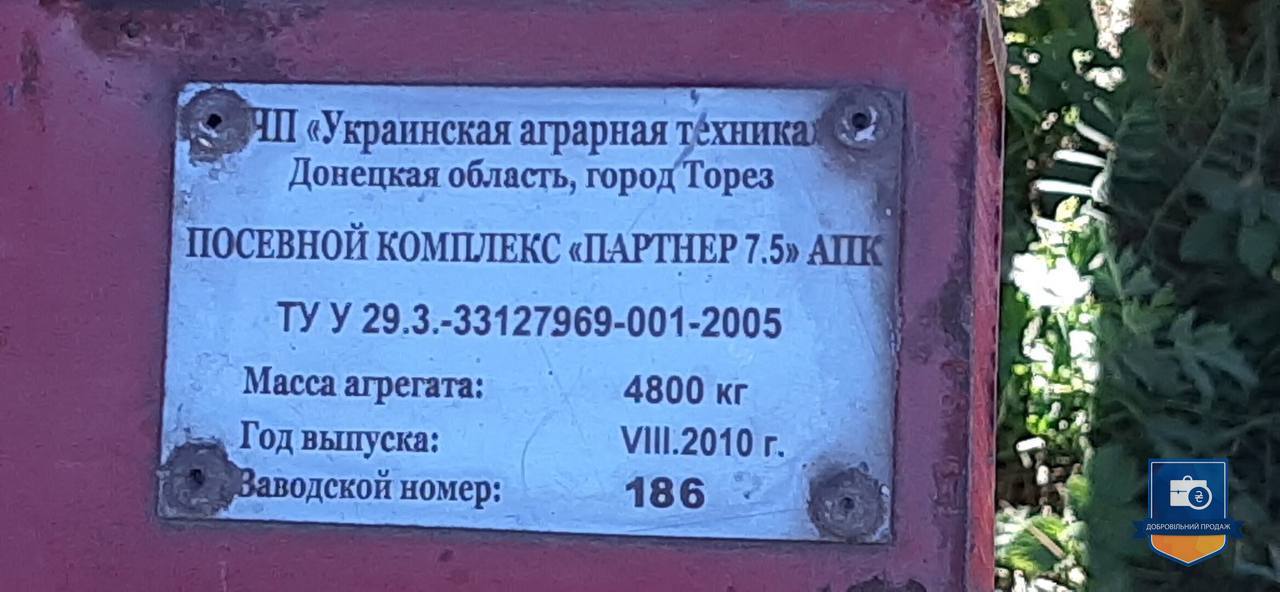 ЧП «Украинская аграрная техника»
Донецкая область, город Торез
ПОСЕВНОЙ КОМПЛЕКС «ПАРТНЕР 7.5» АПК
ТУ У 29.3.-33127969-001-2005
Масса агрегата: 4800 кг
Год выпуска: VIII.2010 г.
Заводской номер: 186
ДОБРОВІЛЬНИЙ ПРОДАЖ